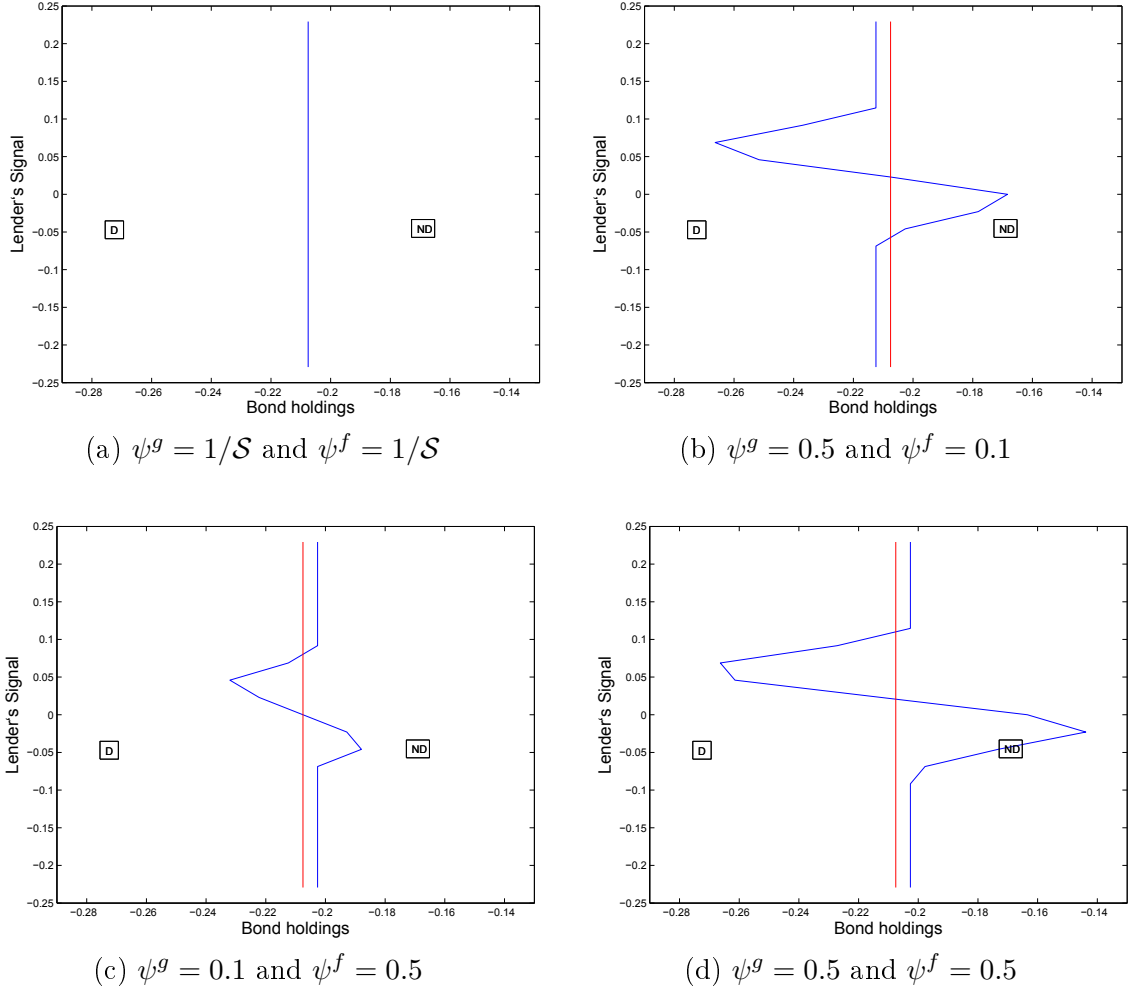 0.25
0.2
0.15
0.1
0.05
0
−0.05
−0.1
−0.15
−0.2
−0.25
Lender's Signal
D
ND
−0.28 −0.26 −0.24 −0.22 −0.2 −0.18 −0.16 −0.14
Bond holdings
(a) ψ^g = 1/𝒮 and ψ^f = 1/𝒮
0.25
0.2
0.15
0.1
0.05
0
−0.05
−0.1
−0.15
−0.2
−0.25
Lender's Signal
D
ND
−0.28 −0.26 −0.24 −0.22 −0.2 −0.18 −0.16 −0.14
Bond holdings
(b) ψ^g = 0.5 and ψ^f = 0.1
0.25
0.2
0.15
0.1
0.05
0
−0.05
−0.1
−0.15
−0.2
−0.25
Lender's Signal
D
ND
−0.28 −0.26 −0.24 −0.22 −0.2 −0.18 −0.16 −0.14
Bond holdings
(c) ψ^g = 0.1 and ψ^f = 0.5
0.25
0.2
0.15
0.1
0.05
0
−0.05
−0.1
−0.15
−0.2
−0.25
Lender's Signal
D
ND
−0.28 −0.26 −0.24 −0.22 −0.2 −0.18 −0.16 −0.14
Bond holdings
(d) ψ^g = 0.5 and ψ^f = 0.5